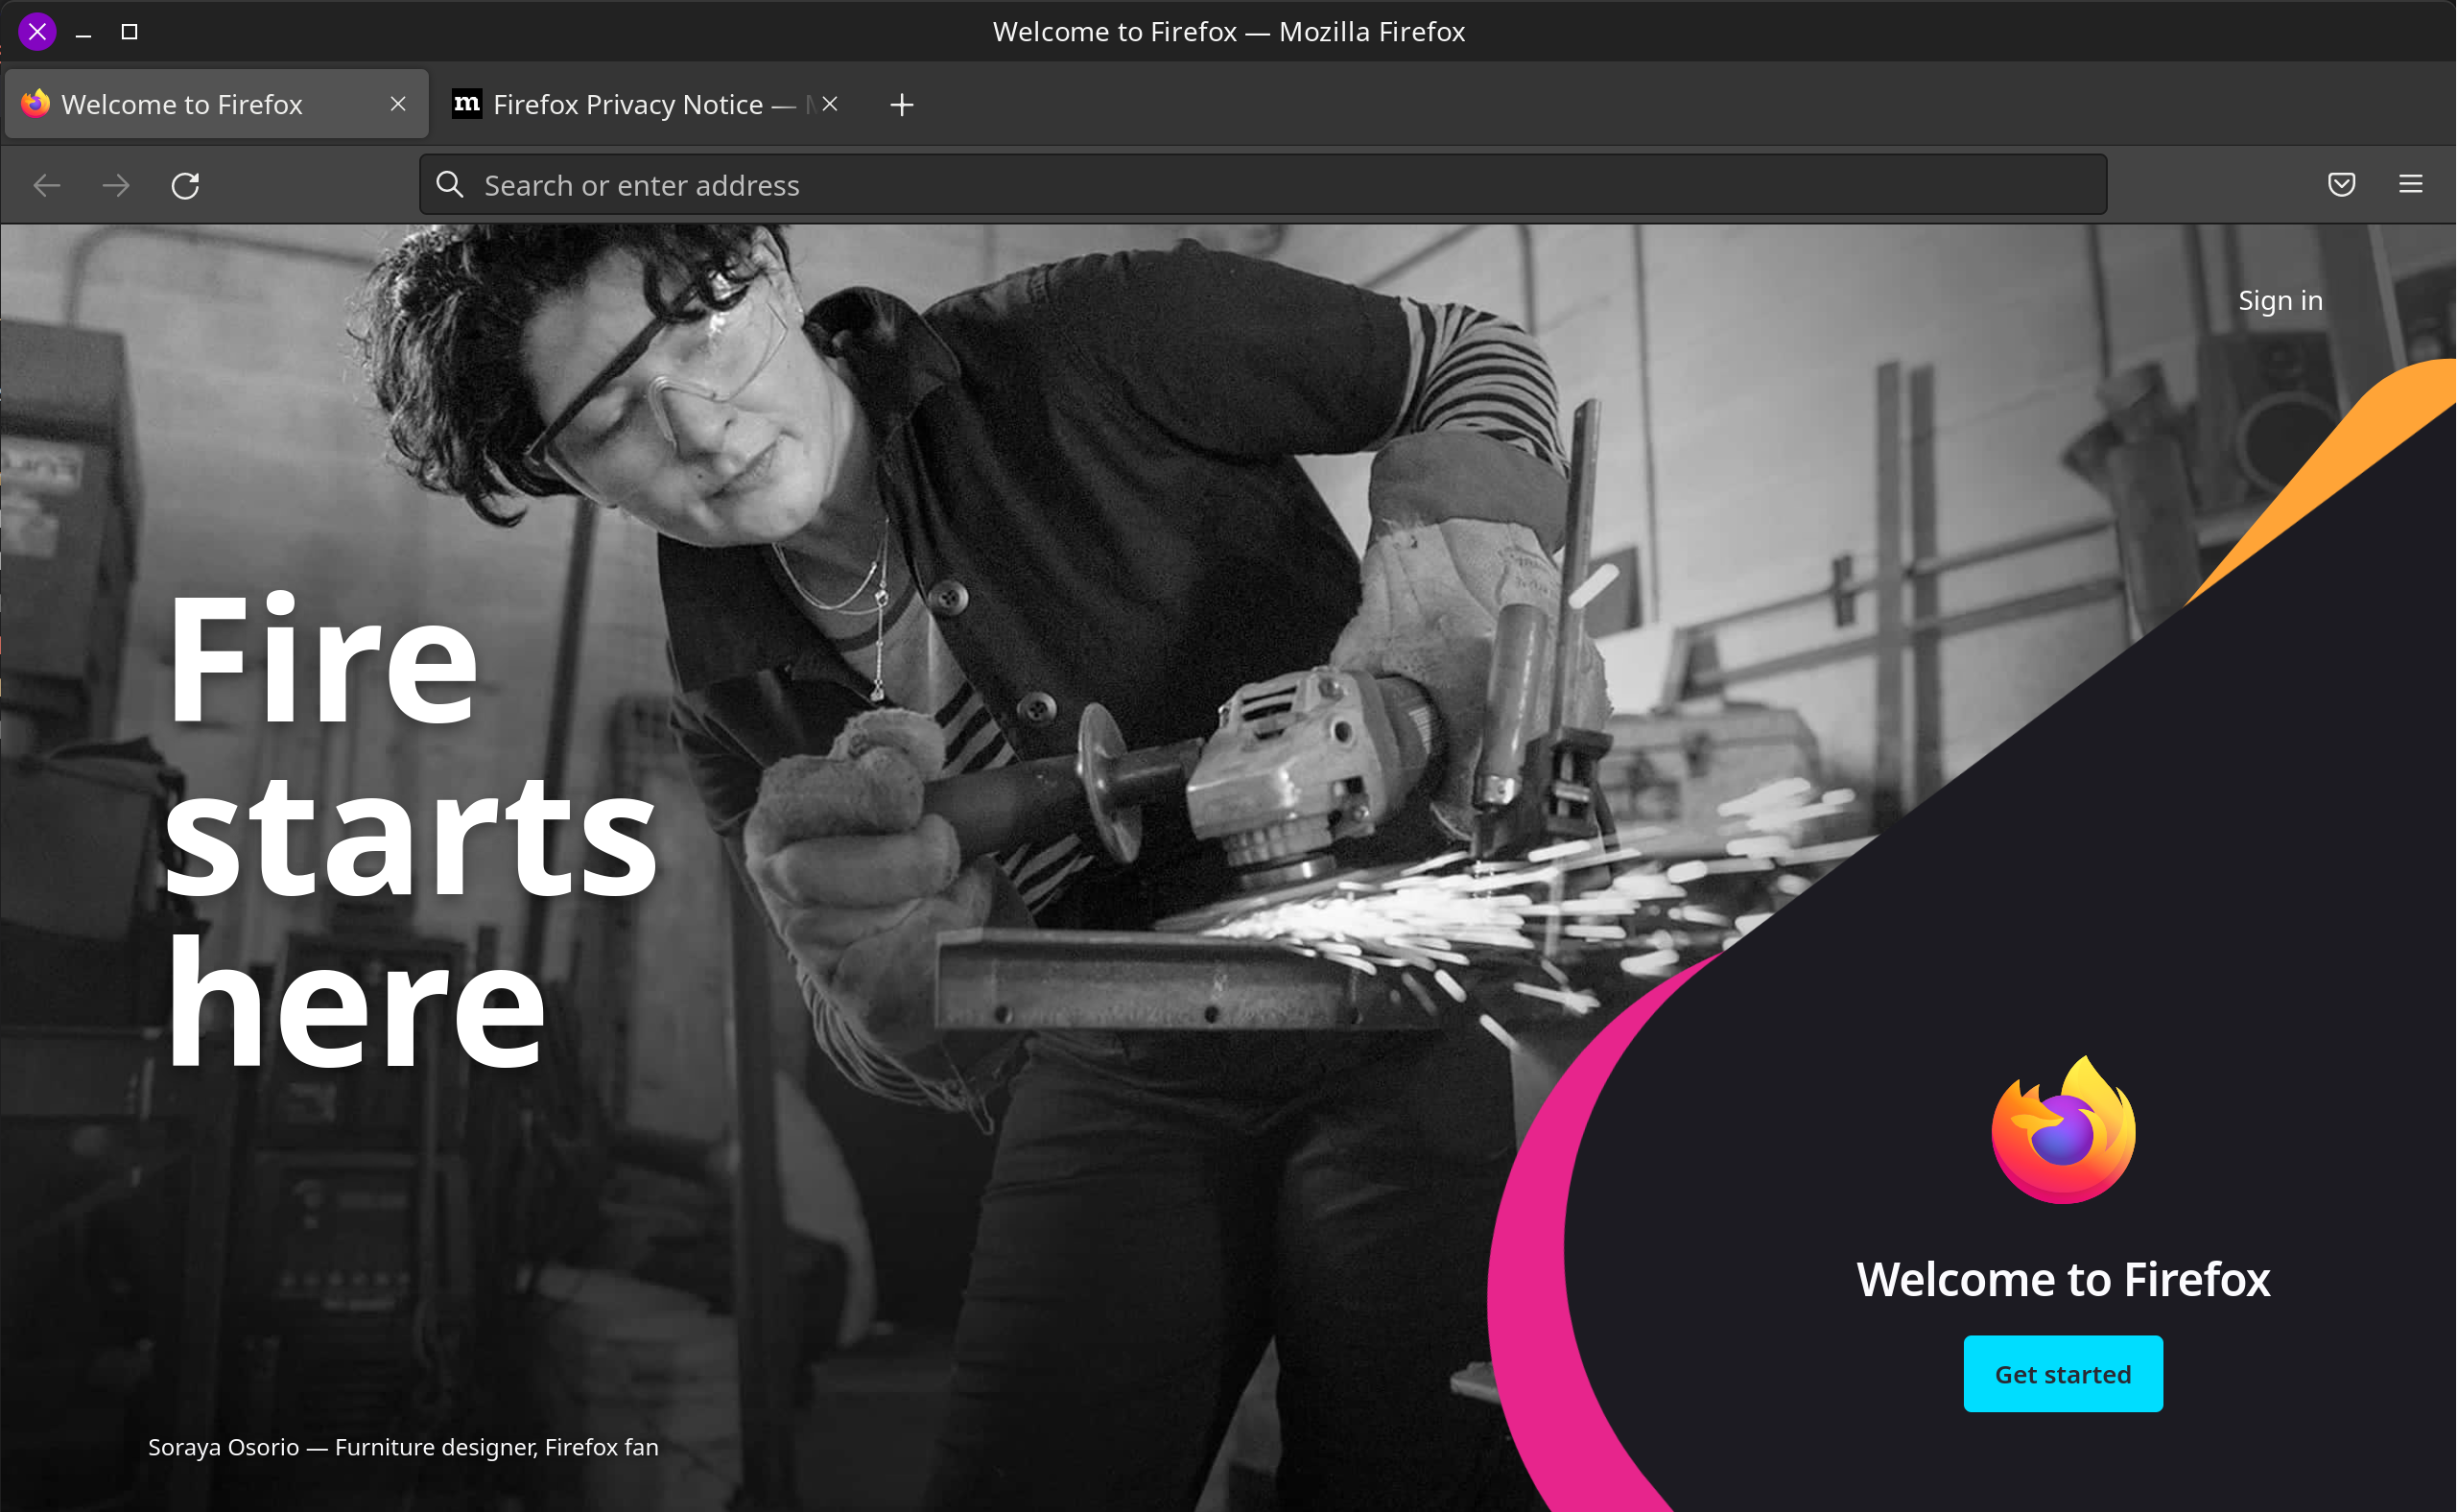 Welcome to Firefox — Mozilla Firefox
Welcome to Firefox
m Firefox Privacy Notice —
Search or enter address
Sign in
Fire
starts
here
Welcome to Firefox
Get started
Soraya Osorio — Furniture designer, Firefox fan